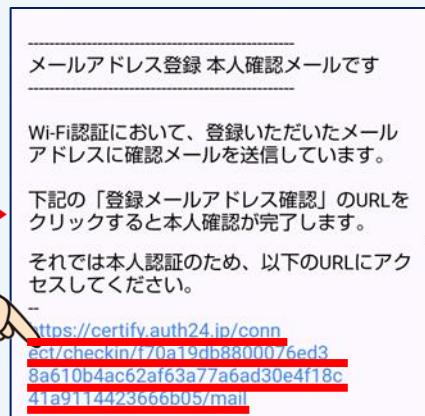 --------------------------------------------------
メールアドレス登録 本人確認メールです
--------------------------------------------------
Wi-Fi認証において、登録いただいたメール
アドレスに確認メールを送信しています。
下記の「登録メールアドレス確認」のURLを
クリックすると本人確認が完了します。
それでは本人認証のため、以下のURLにアク
セスしてください。
--
https://certify.auth24.jp/conn
ect/checkin/f70a19db8800076ed3
8a610b4ac62af63a77a6ad30e4f18c
41a9114423666b05/mail